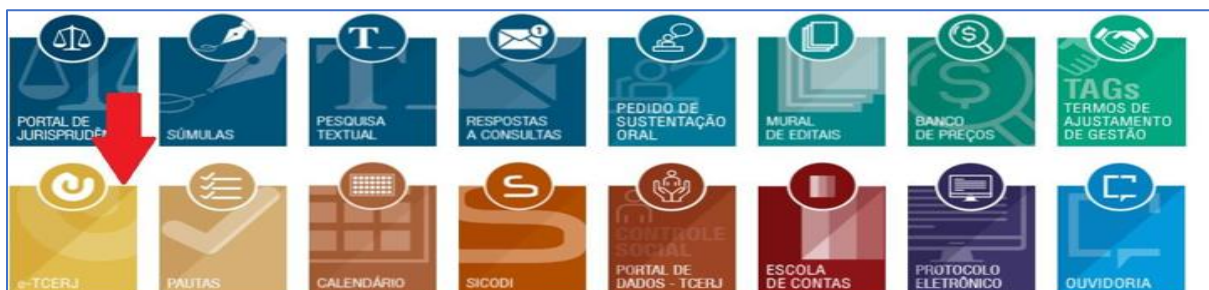 PORTAL DE
SÚMULAS
PESQUISA
TEXTUAL
RESPOSTAS
A CONSULTAS
PEDIDO DE
SUSTENTAÇÃO
ORAL
MURAL
DE EDITAIS
BANCO
DE PREÇOS
TAGs
TERMOS DE
AJUSTAMENTO
DE GESTÃO
e-TCERJ
PAUTAS
CALENDÁRIO
SICODI
CONTROLE
SOCIAL
PORTAL DE
DADOS - TCERJ
ESCOLA
DE CONTAS
PROTOCOLO
ELETRÔNICO
OUVIDORIA